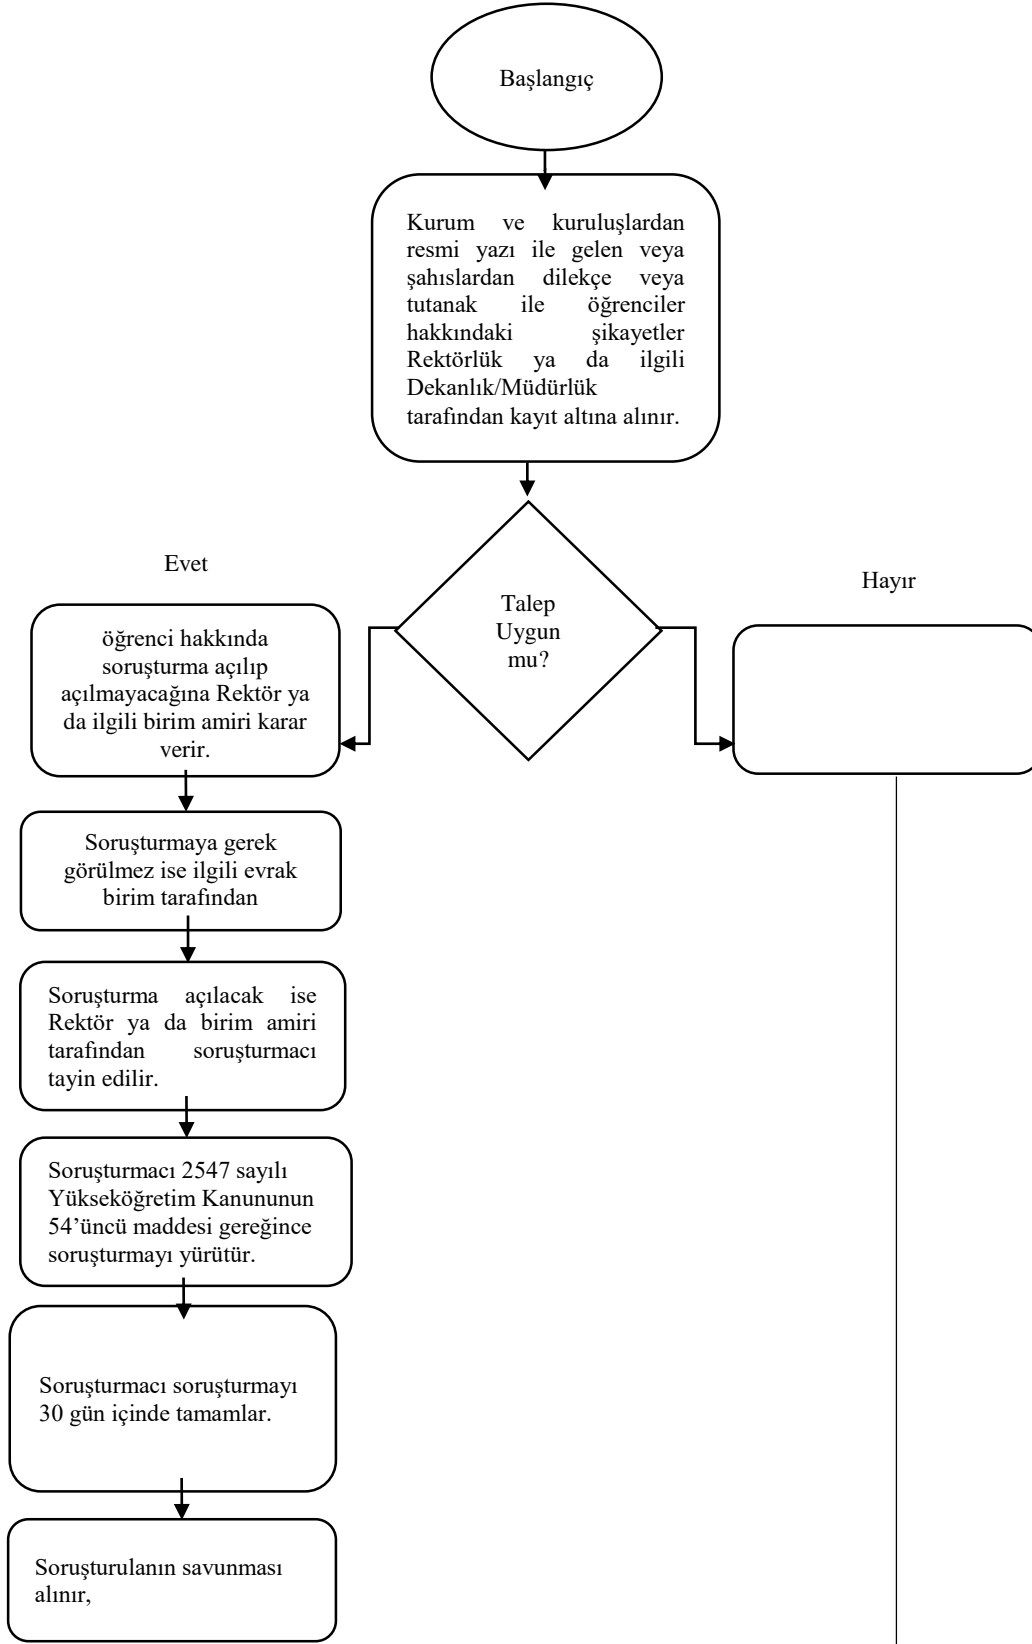 Başlangıç
Kurum ve kuruluşlardan
resmi yazı ile gelen veya
şahıslardan dilekçe veya
tutanak ile öğrenciler
hakkındaki şikayetler
Rektörlük ya da ilgili
Dekanlık/Müdürlük
tarafından kayıt altına alınır.
Talep
Uygun
mu?
Evet
Hayır
öğrenci hakkında
soruşturma açılıp
açılmayacağına Rektör ya
da ilgili birim amiri karar
verir.
Soruşturmaya gerek
görülmez ise ilgili evrak
birim tarafından
Soruşturma açılacak ise
Rektör ya da birim amiri
tarafından soruşturmacı
tayin edilir.
Soruşturmacı 2547 sayılı
Yükseköğretim Kanununun
54’üncü maddesi gereğince
soruşturmayı yürütür.
Soruşturmacı soruşturmayı
30 gün içinde tamamlar.
Soruşturulanın savunması
alınır,